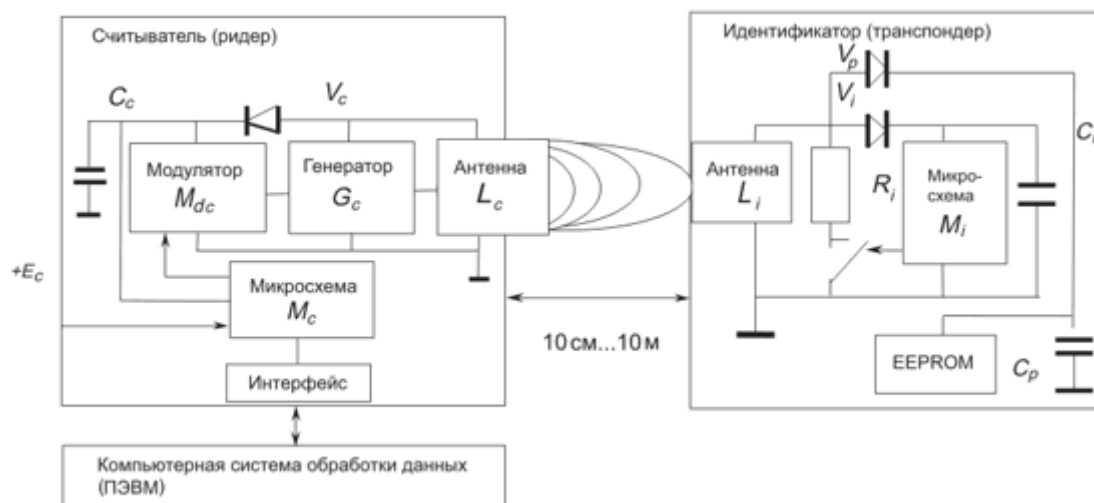 Считыватель (ридер)
C_c
V_c
Модулятор
M_dc
Генератор
G_c
Антенна
L_c
+E_c
Микросхема
M_c
Интерфейс
Компьютерная система обработки данных
(ПЭВМ)
10 см...10 м
Идентификатор (транспондер)
V_p
V_i
Антенна
L_i
R_i
Микро-
схема
M_i
EEPROM
C_p